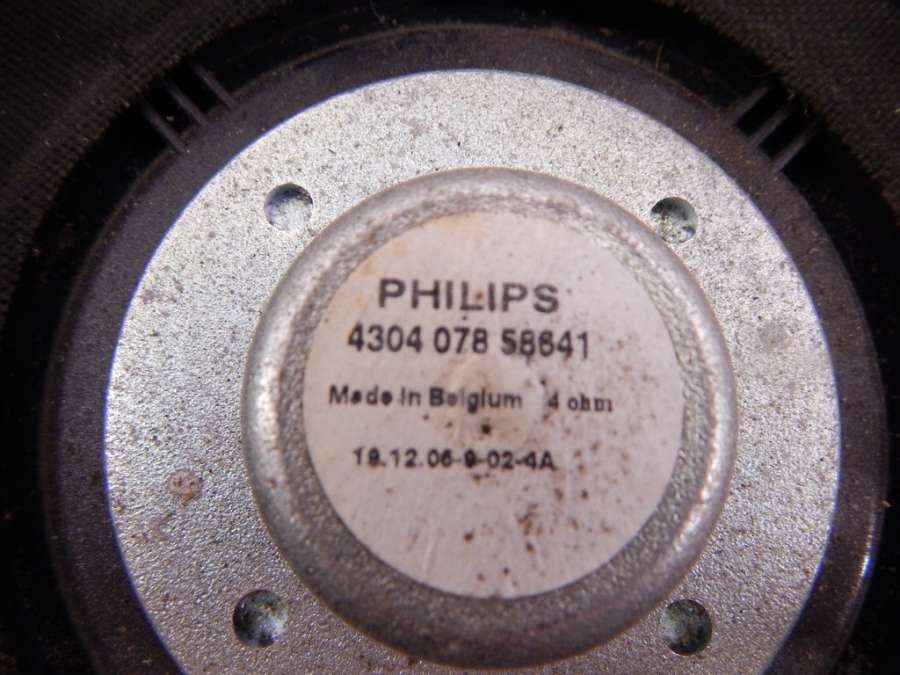 PHILIPS
4304 078 58641
Made in Belgium 4 ohm
19.12.06-9-02-4A